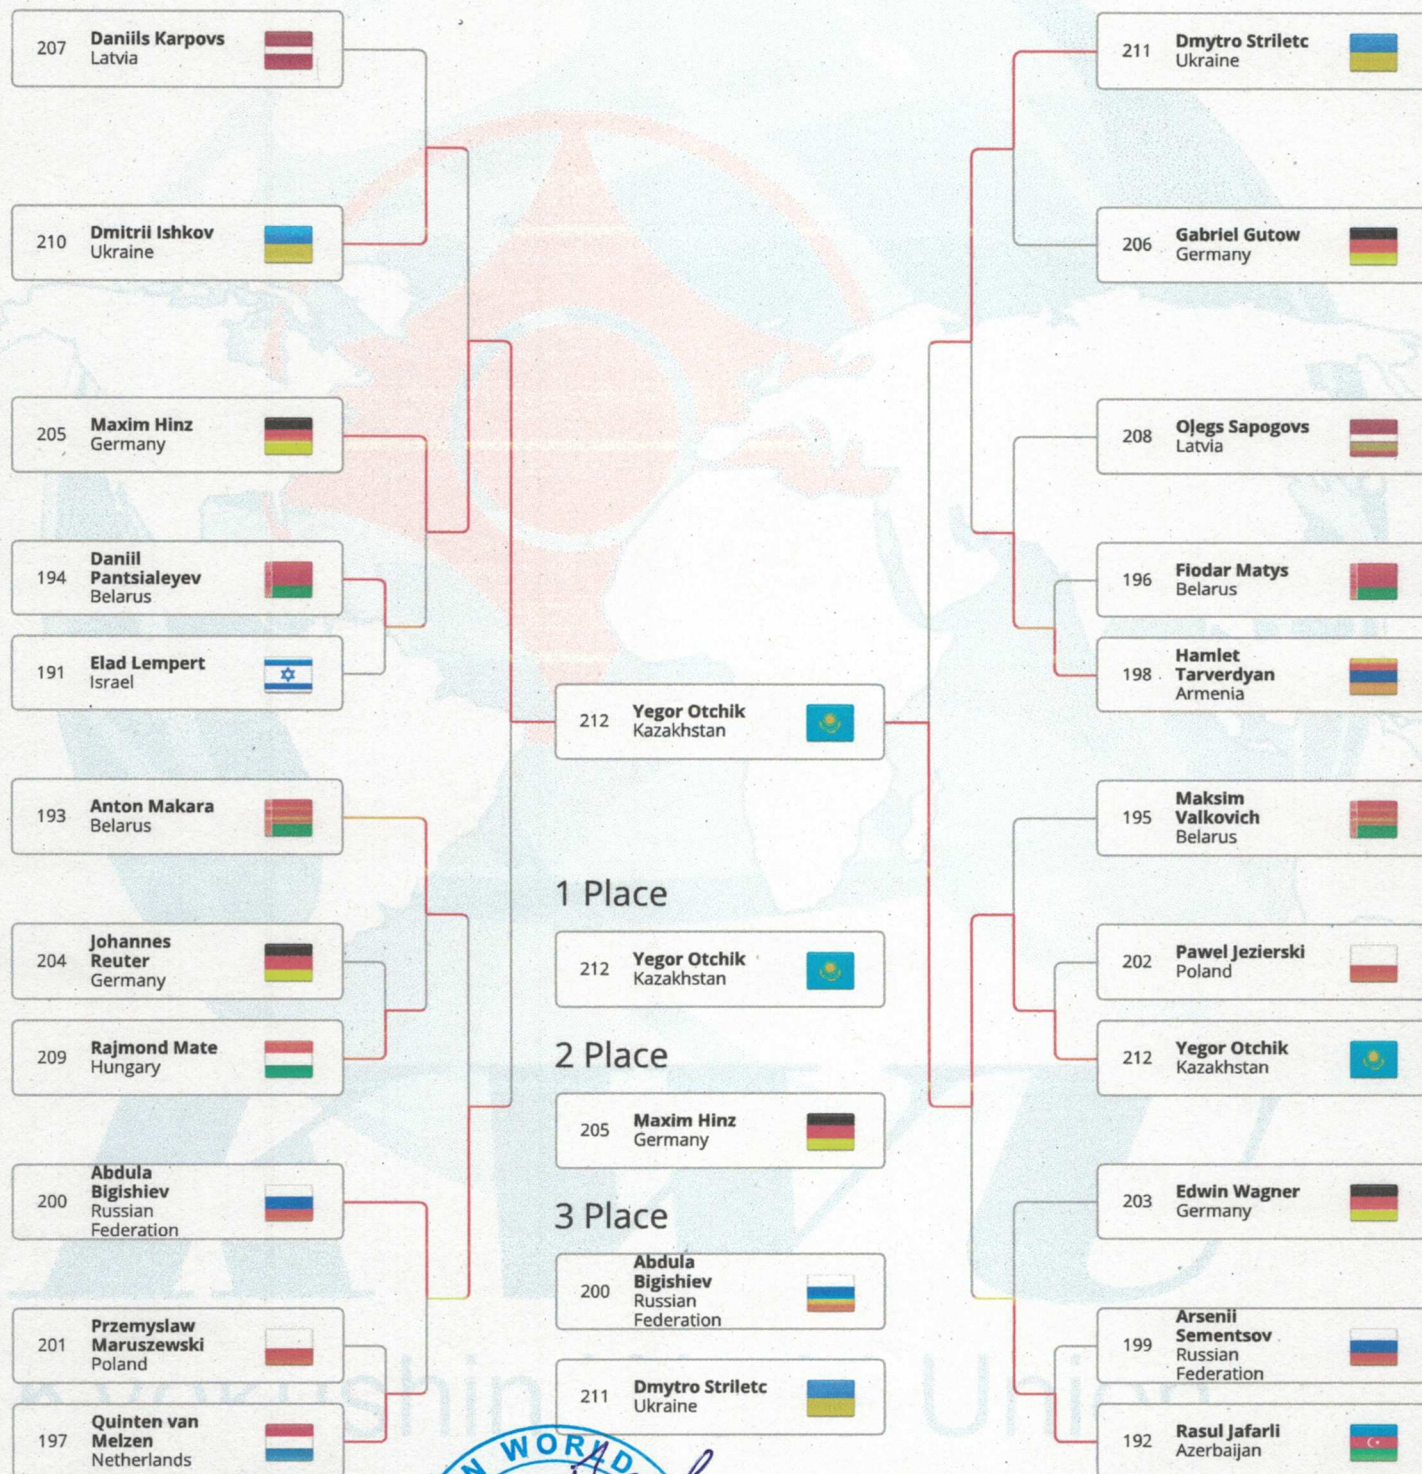 207 Daniils Karpovs
Latvia
210 Dmitrii Ishkov
Ukraine
205 Maxim Hinz
Germany
194 Daniil
Pantsialeyev
Belarus
191 Elad Lempert
Israel
193 Anton Makara
Belarus
204 Johannes
Reuter
Germany
209 Rajmond Mate
Hungary
200 Abdula
Bigishiev
Russian
Federation
201 Przemyslaw
Maruszewski
Poland
197 Quinten van
Melzen
Netherlands
212 Yegor Otchik
Kazakhstan
1 Place
212 Yegor Otchik
Kazakhstan
2 Place
205 Maxim Hinz
Germany
3 Place
200 Abdula
Bigishiev
Russian
Federation
211 Dmytro Striletc
Ukraine
211 Dmytro Striletc
Ukraine
206 Gabriel Gutow
Germany
208 Oļegs Sapogovs
Latvia
196 Fiodar Matys
Belarus
198 Hamlet
Tarverdyan
Armenia
195 Maksim
Valkovich
Belarus
202 Pawel Jezierski
Poland
212 Yegor Otchik
Kazakhstan
203 Edwin Wagner
Germany
199 Arsenii
Sementsov
Russian
Federation
192 Rasul Jafarli
Azerbaijan
KWU
WORLD